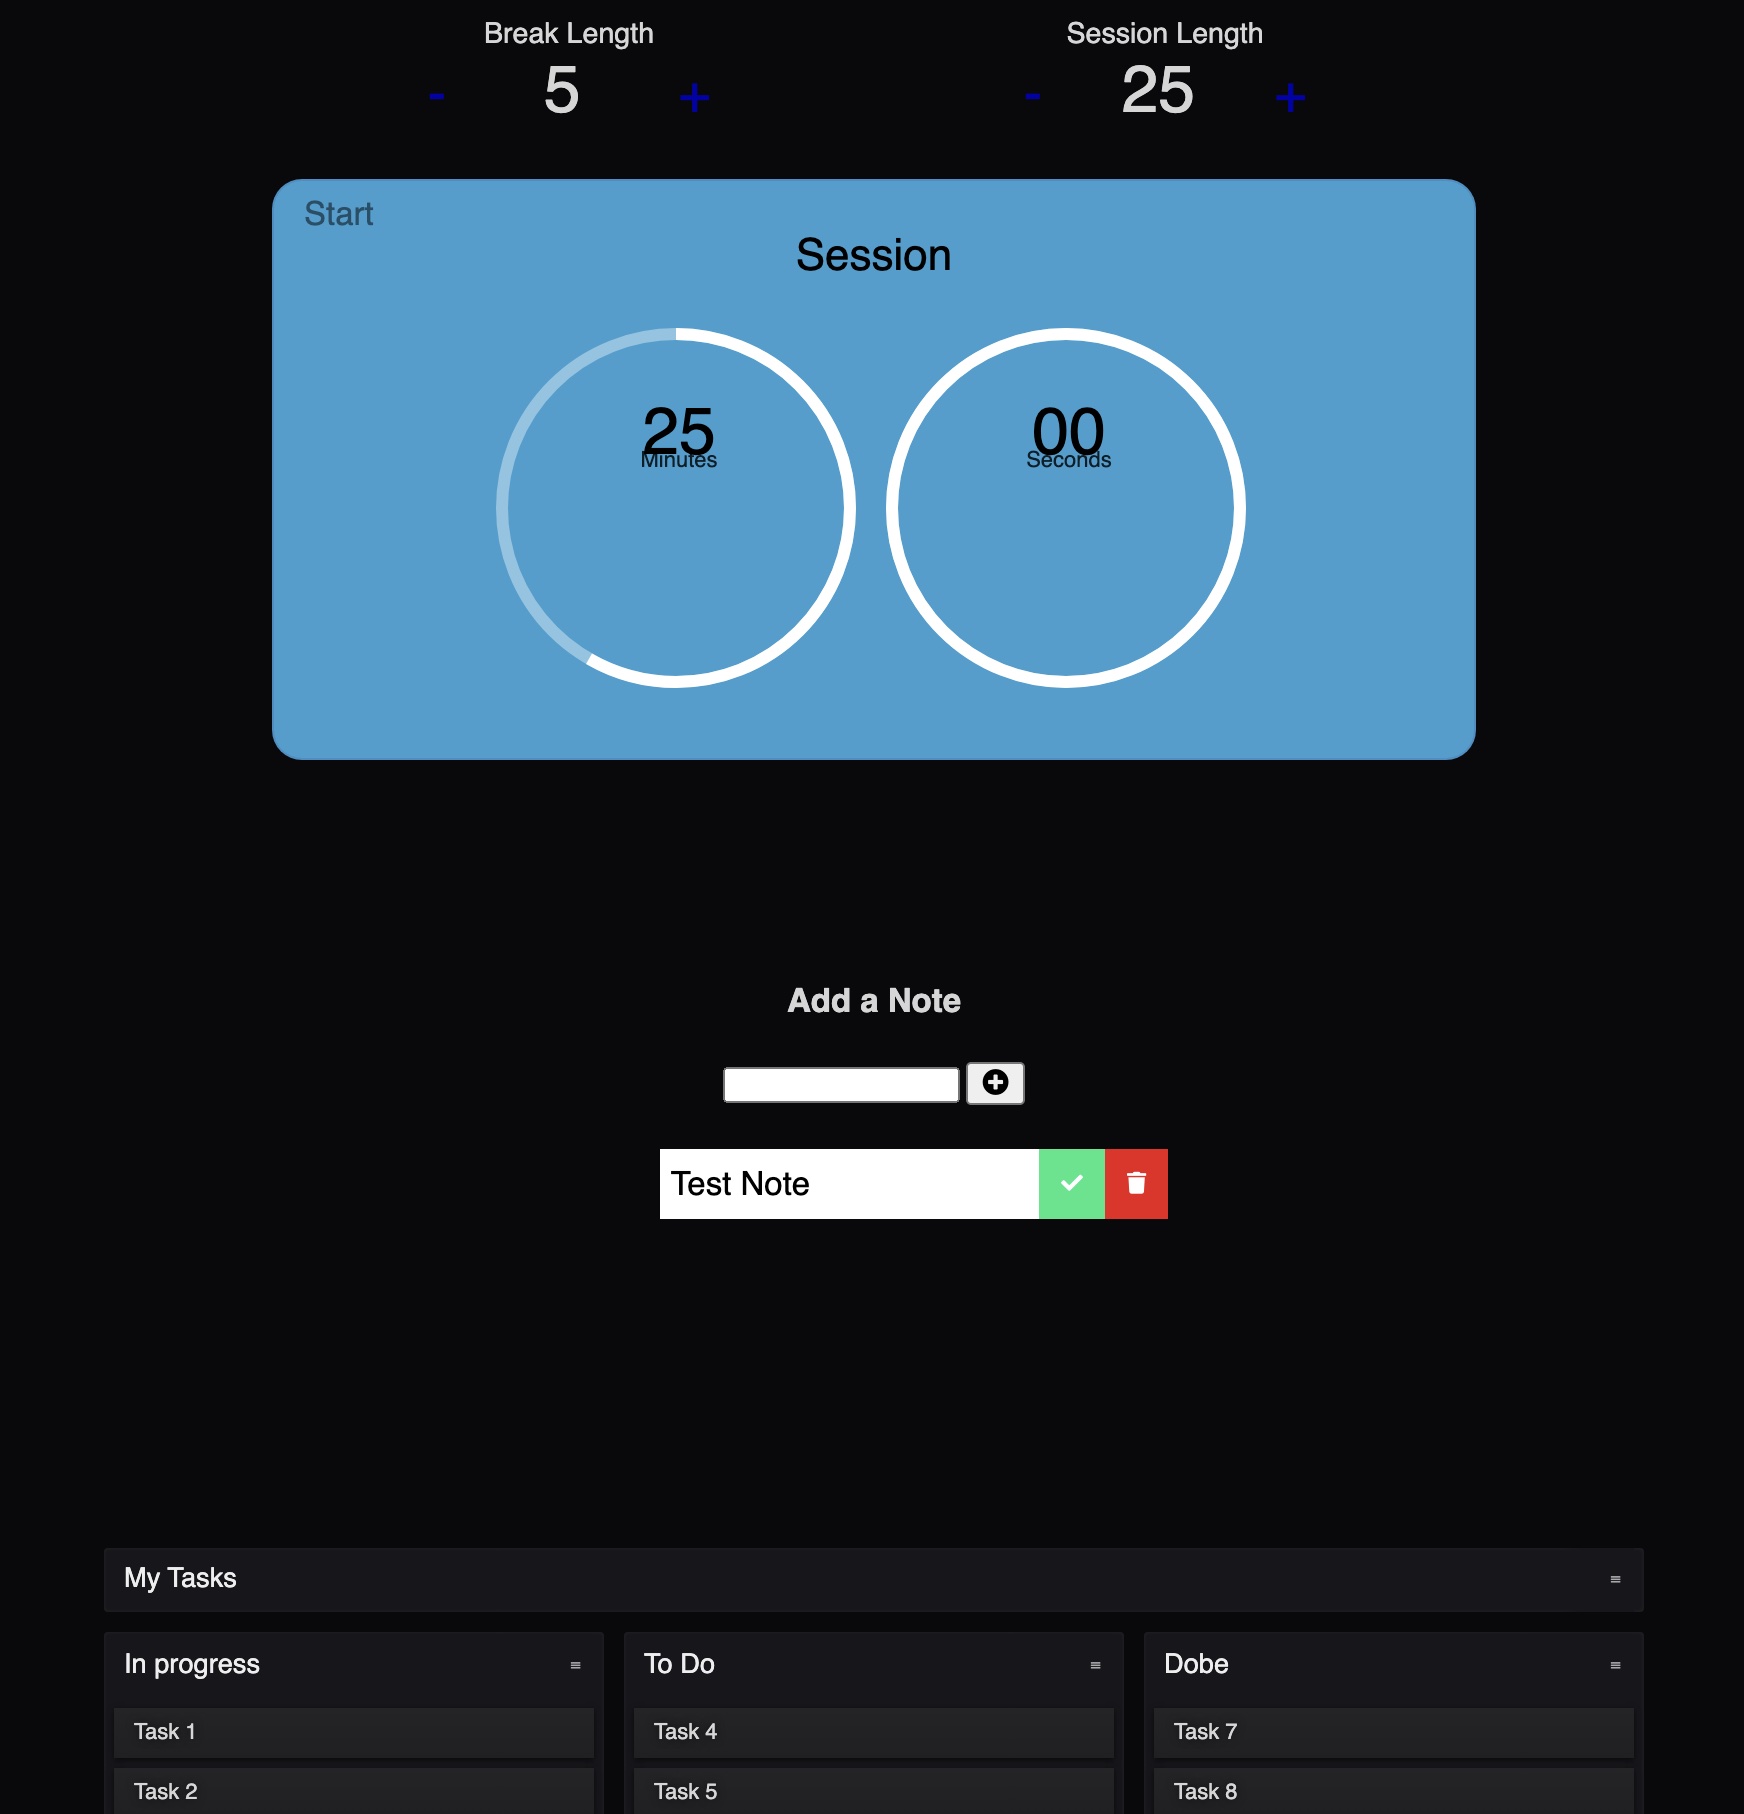 Break Length
Session Length
- 5 +
- 25 +
Start
Session
25
Minutes
00
Seconds
Add a Note
Test Note
My Tasks
In progress
Task 1
Task 2
To Do
Task 4
Task 5
Dobe
Task 7
Task 8